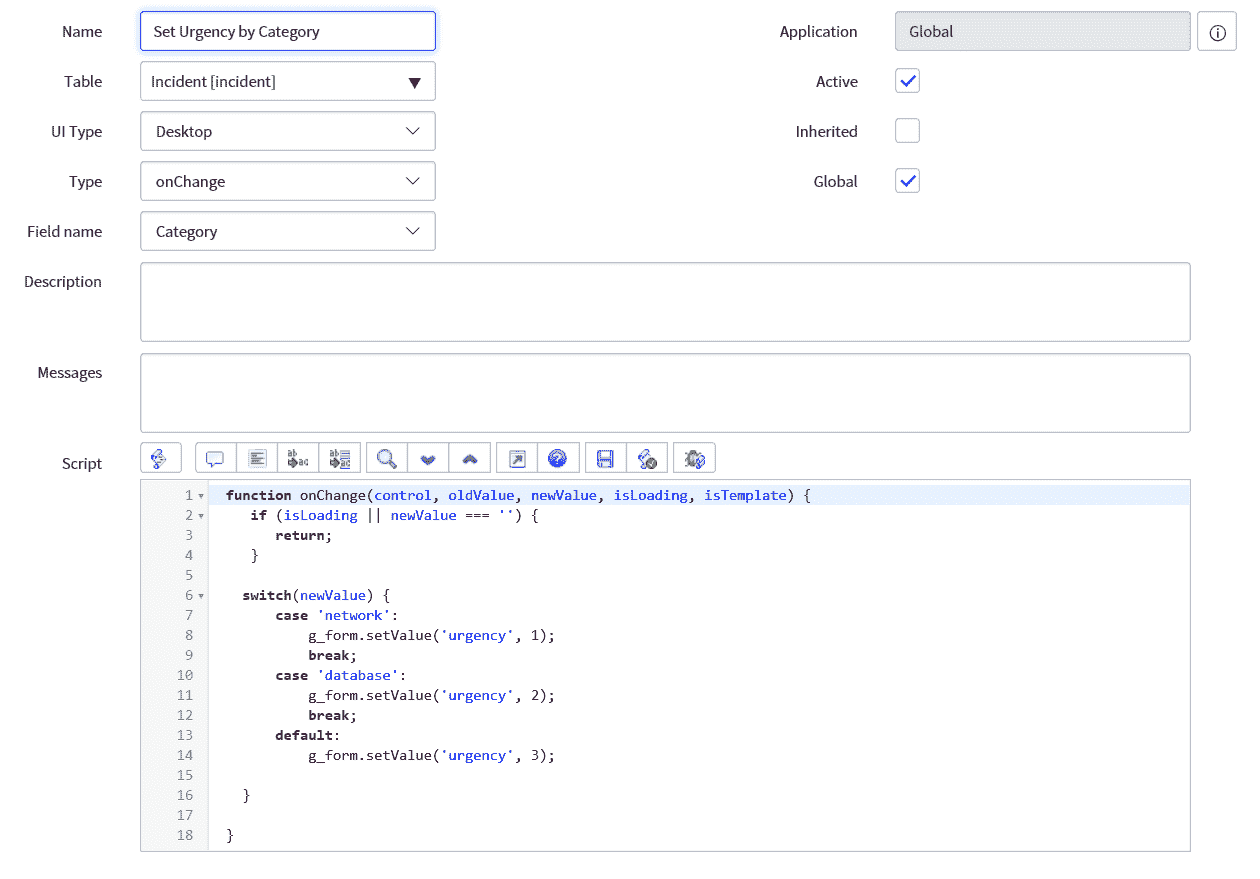 Name Set Urgency by Category Application Global
Table Incident [incident] Active
UI Type Desktop Inherited
Type onChange Global
Field name Category
Description
Messages
Script
1 function onChange(control, oldValue, newValue, isLoading, isTemplate) {
2 if (isLoading || newValue === '') {
3 return;
4 }
5
6 switch(newValue) {
7 case 'network':
8 g_form.setValue('urgency', 1);
9 break;
10 case 'database':
11 g_form.setValue('urgency', 2);
12 break;
13 default:
14 g_form.setValue('urgency', 3);
15
16 }
17
18 }